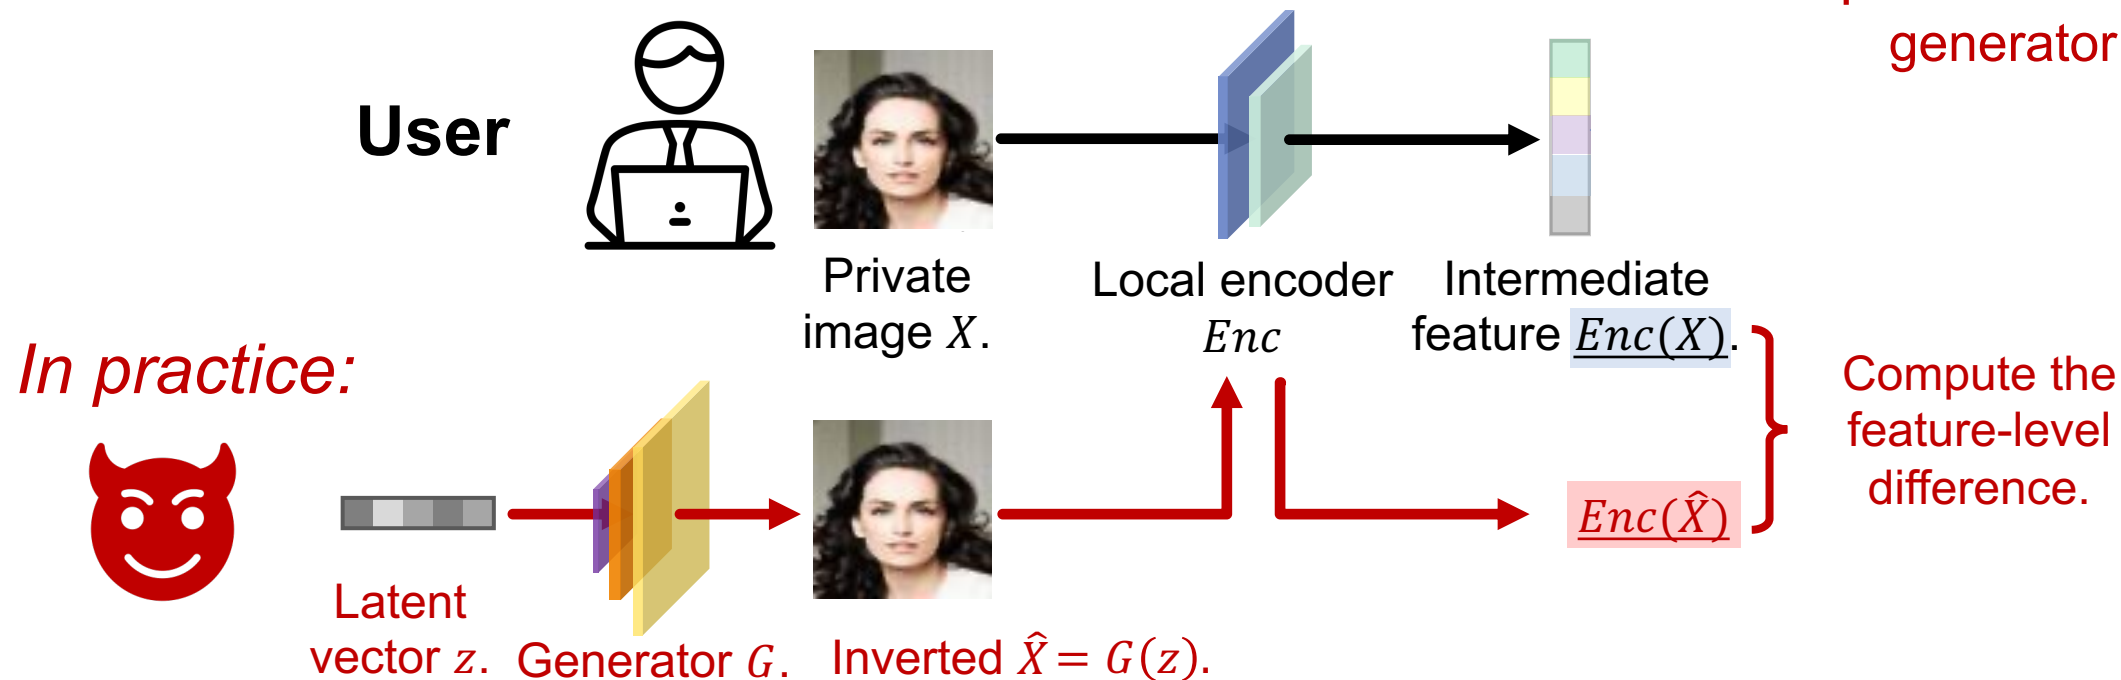 generator
User
Private
image X.
Local encoder
Enc
Intermediate
feature Enc(X).
In practice:
Compute the
feature-level
difference.
Enc(X̂)
Latent
vector z.
Generator G.
Inverted X̂ = G(z).